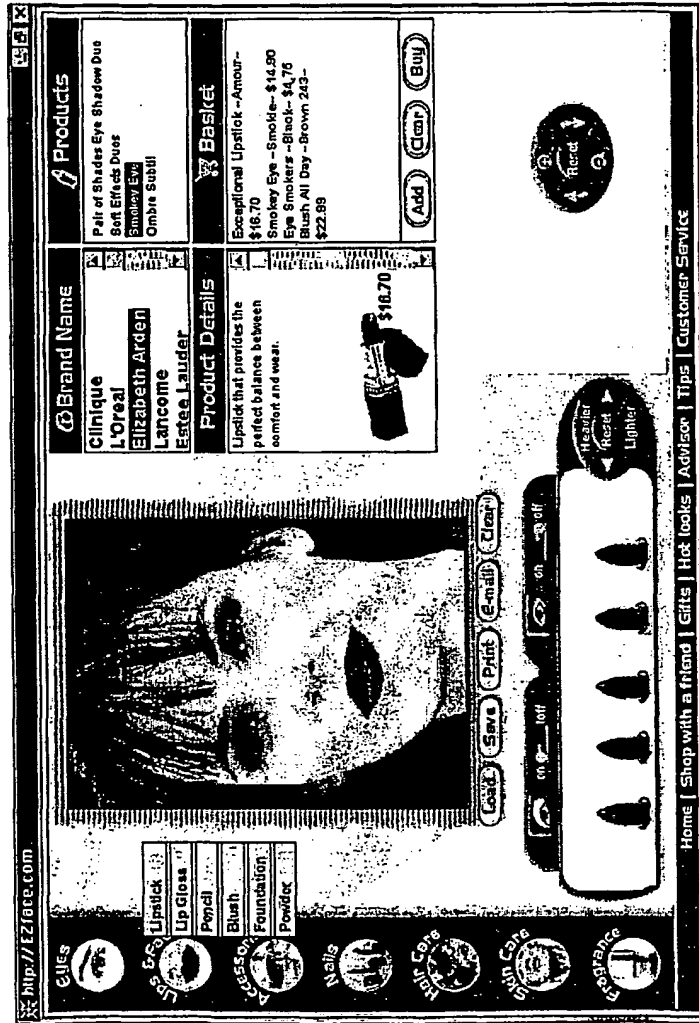 http://EZface.com
Eyes
Lips & Fa
Accessori
Nails
Hair Care
Skin Care
Fragrance
Lipstick
Lip Gloss
Pencil
Blush
Foundation
Powder
Load
Save
Print
E-mail
Clear
on
off
on
off
Heavier
Reset
Lighter
Brand Name
Clinique
L'Oreal
Elizabeth Arden
Lancome
Estee Lauder
Products
Pair of Shades Eye Shadow Duo
Soft Effects Duos
Smokey Eye
Ombre Subtil
Product Details
Lipstick that provides the
perfect balance between
comfort and wear.
$16.70
Basket
Exceptional Lipstick --Amour--
$16.70
Smokey Eye --Smokie-- $14.90
Eye Smokers --Black-- $4,75
Blush All Day --Brown 243--
$22.99
Add
Clear
Buy
Reset
Home | Shop with a friend | Gifts | Hot looks | Advisor | Tips | Customer Service